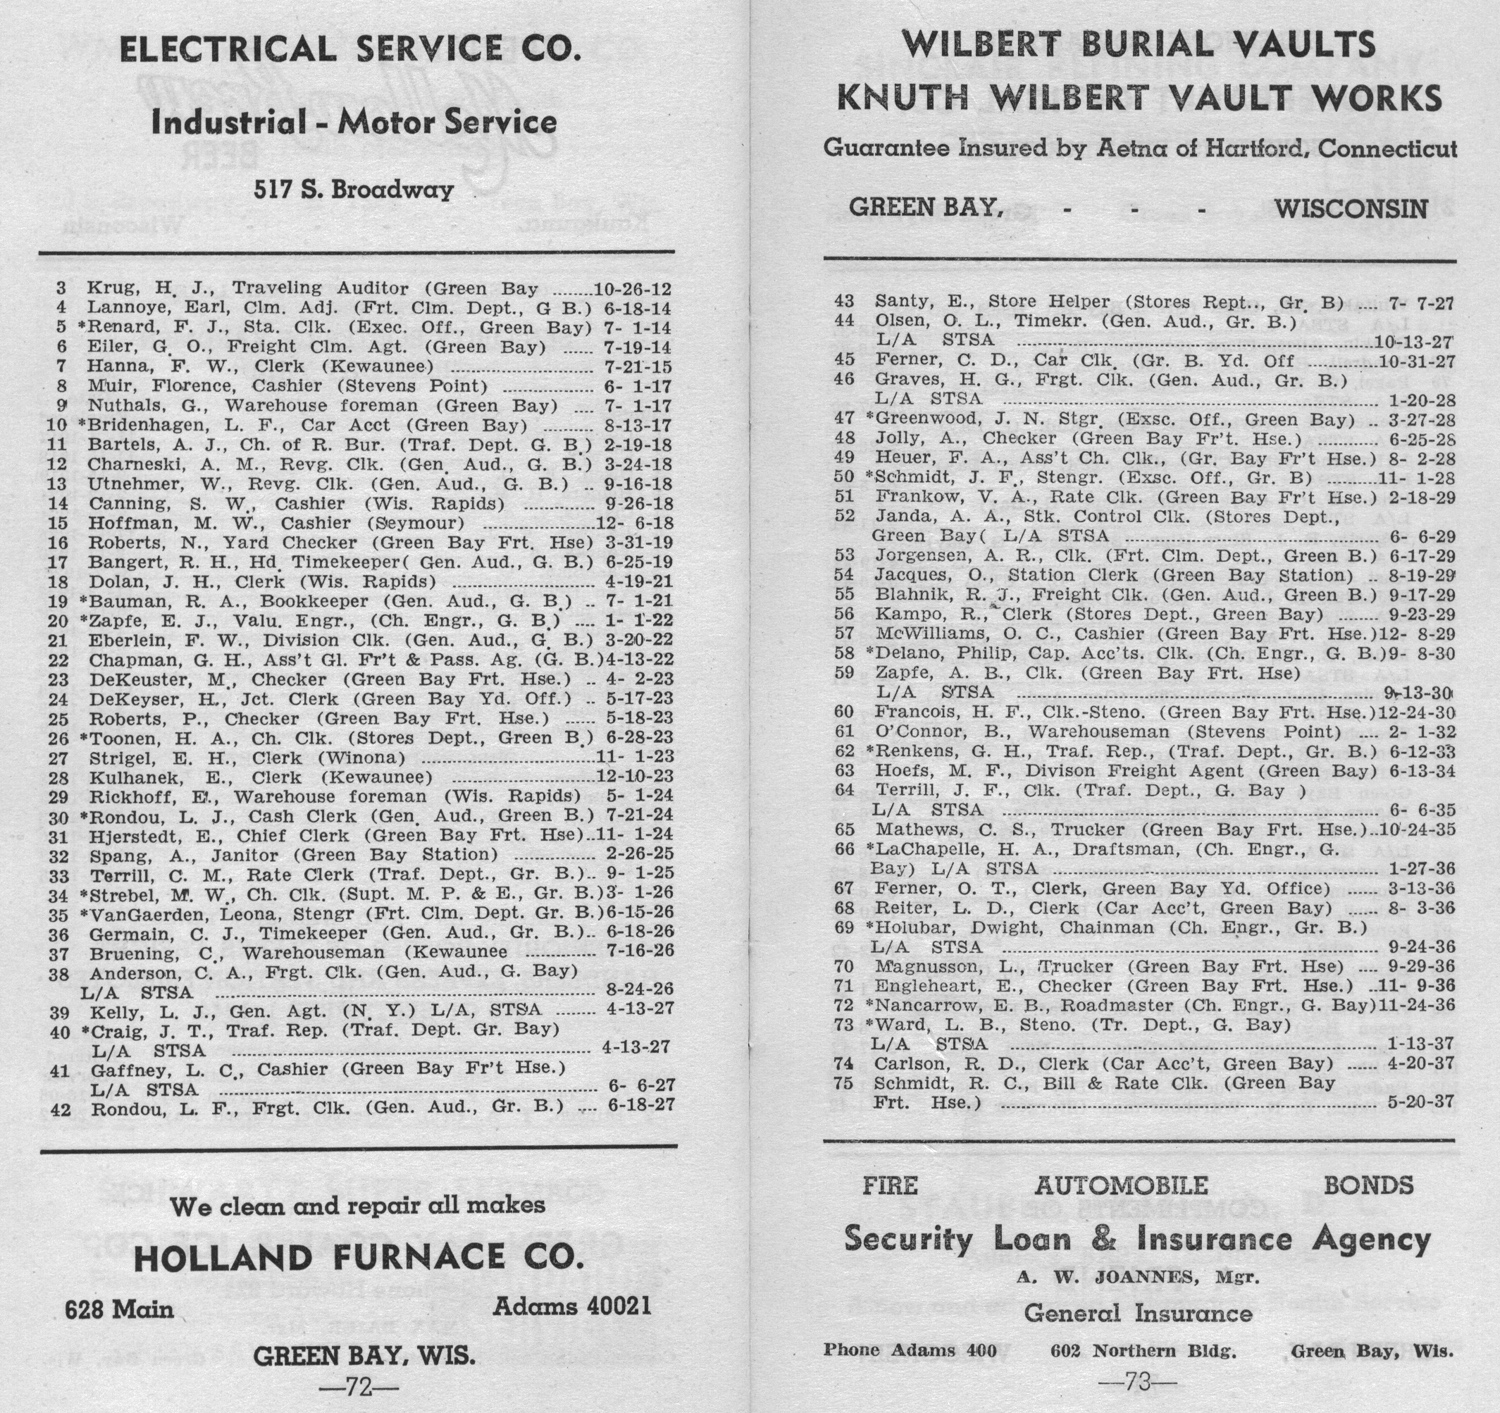 ELECTRICAL SERVICE CO.
Industrial - Motor Service
517 S. Broadway
3 Krug, H. J., Traveling Auditor (Green Bay ........10-26-12
4 Lannoye, Earl, Clm. Adj. (Frt. Clm. Dept., G B.) 6-18-14
5 *Renard, F. J., Sta. Clk. (Exec. Off., Green Bay) 7- 1-14
6 Eiler, G. O., Freight Clm. Agt. (Green Bay) ...... 7-19-14
7 Hanna, F. W., Clerk (Kewaunee) ............................ 7-21-15
8 Muir, Florence, Cashier (Stevens Point) .................. 6- 1-17
9 Nuthals, G., Warehouse foreman (Green Bay) .... 7- 1-17
10 *Bridenhagen, L. F., Car Acct (Green Bay) ............. 8-13-17
11 Bartels, A. J., Ch. of R. Bur. (Traf. Dept. G. B.) 2-19-18
12 Charneski, A. M., Revg. Clk. (Gen. Aud., G. B.) 3-24-18
13 Utnehmer, W., Revg. Clk. (Gen. Aud., G. B.) .. 9-16-18
14 Canning, S. W., Cashier (Wis. Rapids) .............. 9-26-18
15 Hoffman, M. W., Cashier (Seymour) ......................12- 6-18
16 Roberts, N., Yard Checker (Green Bay Frt. Hse) 3-31-19
17 Bangert, R. H., Hd. Timekeeper( Gen. Aud., G. B.) 6-25-19
18 Dolan, J. H., Clerk (Wis. Rapids) ............................ 4-19-21
19 *Bauman, R. A., Bookkeeper (Gen. Aud., G. B.) .. 7- 1-21
20 *Zapfe, E. J., Valu. Engr., (Ch. Engr., G. B.) .... 1- 1-22
21 Eberlein, F. W., Division Clk. (Gen. Aud., G. B.) 3-20-22
22 Chapman, G. H., Ass't Gl. Fr't & Pass. Ag. (G. B.)4-13-22
23 DeKeuster, M., Checker (Green Bay Frt. Hse.) .. 4- 2-23
24 DeKeyser, H., Jct. Clerk (Green Bay Yd. Off.) .. 5-17-23
25 Roberts, P., Checker (Green Bay Frt. Hse.) ...... 5-18-23
26 *Toonen, H. A., Ch. Clk. (Stores Dept., Green B.) 6-28-23
27 Strigel, E. H., Clerk (Winona) ................................11- 1-23
28 Kulhanek, E., Clerk (Kewaunee) ............................12-10-23
29 Rickhoff, E., Warehouse foreman (Wis. Rapids) 5- 1-24
30 *Rondou, L. J., Cash Clerk (Gen. Aud., Green B.) 7-21-24
31 Hjerstedt, E., Chief Clerk (Green Bay Frt. Hse)..11- 1-24
32 Spang, A., Janitor (Green Bay Station) ................ 2-26-25
33 Terrill, C. M., Rate Clerk (Traf. Dept., Gr. B.).. 9- 1-25
34 *Strebel, M. W., Ch. Clk. (Supt. M. P. & E., Gr. B.)3- 1-26
35 *VanGaerden, Leona, Stengr (Frt. Clm. Dept. Gr. B.)6-15-26
36 Germain, C. J., Timekeeper (Gen. Aud., Gr. B.).. 6-18-26
37 Bruening, C., Warehouseman (Kewaunee .............. 7-16-26
38 Anderson, C. A., Frgt. Clk. (Gen. Aud., G. Bay)
L/A STSA .......................................................................... 8-24-26
39 Kelly, L. J., Gen. Agt. (N. Y.) L/A, STSA ....... 4-13-27
40 *Craig, J. T., Traf. Rep. (Traf. Dept. Gr. Bay)
L/A STSA ...................................................................... 4-13-27
41 Gaffney, L. C., Cashier (Green Bay Fr't Hse.)
L/A STSA .......................................................................... 6- 6-27
42 Rondou, L. F., Frgt. Clk. (Gen. Aud., Gr. B.) .... 6-18-27
We clean and repair all makes
HOLLAND FURNACE CO.
628 Main Adams 40021
GREEN BAY, WIS.
—72—
WILBERT BURIAL VAULTS
KNUTH WILBERT VAULT WORKS
Guarantee Insured by Aetna of Hartford, Connecticut
GREEN BAY, - - - WISCONSIN
43 Santy, E., Store Helper (Stores Rept.., Gr. B) .... 7- 7-27
44 Olsen, O. L., Timekr. (Gen. Aud., Gr. B.)
L/A STSA ......................................................................10-13-27
45 Ferner, C. D., Car Clk. (Gr. B. Yd. Off ..............10-31-27
46 Graves, H. G., Frgt. Clk. (Gen. Aud., Gr. B.)
L/A STSA .......................................................................... 1-20-28
47 *Greenwood, J. N. Stgr. (Exsc. Off., Green Bay) .. 3-27-28
48 Jolly, A., Checker (Green Bay Fr't. Hse.) ............ 6-25-28
49 Heuer, F. A., Ass't Ch. Clk., (Gr. Bay Fr't Hse.) 8- 2-28
50 *Schmidt, J. F., Stengr. (Exsc. Off., Gr. B) ..........11- 1-28
51 Frankow, V. A., Rate Clk. (Green Bay Fr't Hse.) 2-18-29
52 Janda, A. A., Stk. Control Clk. (Stores Dept.,
Green Bay( L/A STSA .................................................. 6- 6-29
53 Jorgensen, A. R., Clk. (Frt. Clm. Dept., Green B.) 6-17-29
54 Jacques, O., Station Clerk (Green Bay Station) .. 8-19-29
55 Blahnik, R. J., Freight Clk. (Gen. Aud., Green B.) 9-17-29
56 Kampo, R., Clerk (Stores Dept., Green Bay) ........ 9-23-29
57 McWilliams, O. C., Cashier (Green Bay Frt. Hse.)12- 8-29
58 *Delano, Philip, Cap. Acc'ts. Clk. (Ch. Engr., G. B.)9- 8-30
59 Zapfe, A. B., Clk. (Green Bay Frt. Hse)
L/A STSA ...................................................................... 9-13-30
60 Francois, H. F., Clk.-Steno. (Green Bay Frt. Hse.)12-24-30
61 O'Connor, B., Warehouseman (Stevens Point) .... 2- 1-32
62 *Renkens, G. H., Traf. Rep., (Traf. Dept., Gr. B.) 6-12-33
63 Hoefs, M. F., Divison Freight Agent (Green Bay) 6-13-34
64 Terrill, J. F., Clk. (Traf. Dept., G. Bay )
L/A STSA .......................................................................... 6- 6-35
65 Mathews, C. S., Trucker (Green Bay Frt. Hse.)..10-24-35
66 *LaChapelle, H. A., Draftsman, (Ch. Engr., G.
Bay) L/A STSA ................................................................ 1-27-36
67 Ferner, O. T., Clerk, Green Bay Yd. Office) ...... 3-13-36
68 Reiter, L. D., Clerk (Car Acc't, Green Bay) ...... 8- 3-36
69 *Holubar, Dwight, Chainman (Ch. Engr., Gr. B.)
L/A STSA .......................................................................... 9-24-36
70 Magnusson, L., Trucker (Green Bay Frt. Hse) .... 9-29-36
71 Engleheart, E., Checker (Green Bay Frt. Hse.) ..11- 9-36
72 *Nancarrow, E. B., Roadmaster (Ch. Engr., G. Bay)11-24-36
73 *Ward, L. B., Steno. (Tr. Dept., G. Bay)
L/A STSA .......................................................................... 1-13-37
74 Carlson, R. D., Clerk (Car Acc't, Green Bay) ...... 4-20-37
75 Schmidt, R. C., Bill & Rate Clk. (Green Bay
Frt. Hse.) .......................................................................... 5-20-37
FIRE AUTOMOBILE BONDS
Security Loan & Insurance Agency
A. W. JOANNES, Mgr.
General Insurance
Phone Adams 400 602 Northern Bldg. Green Bay, Wis.
—73—